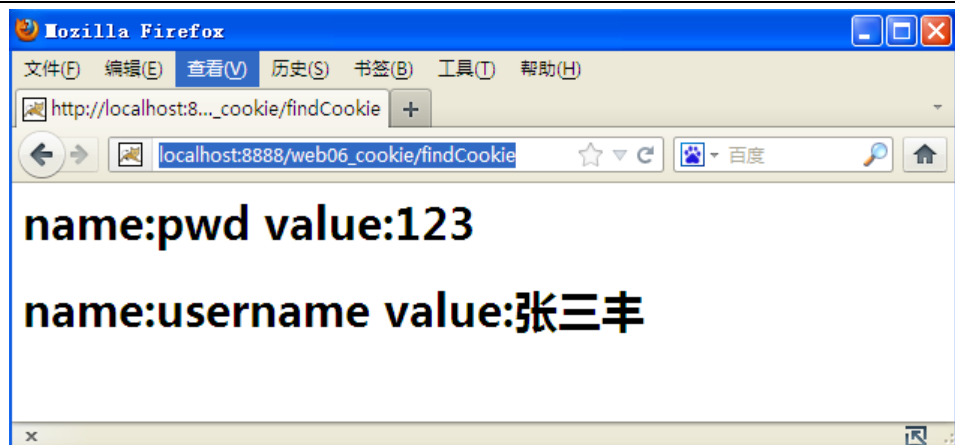 Mozilla Firefox
文件(F) 编辑(E) 查看(V) 历史(S) 书签(B) 工具(T) 帮助(H)
http://localhost:8..._cookie/findCookie +
localhost:8888/web06_cookie/findCookie 百度
name:pwd value:123
name:username value:张三丰
x